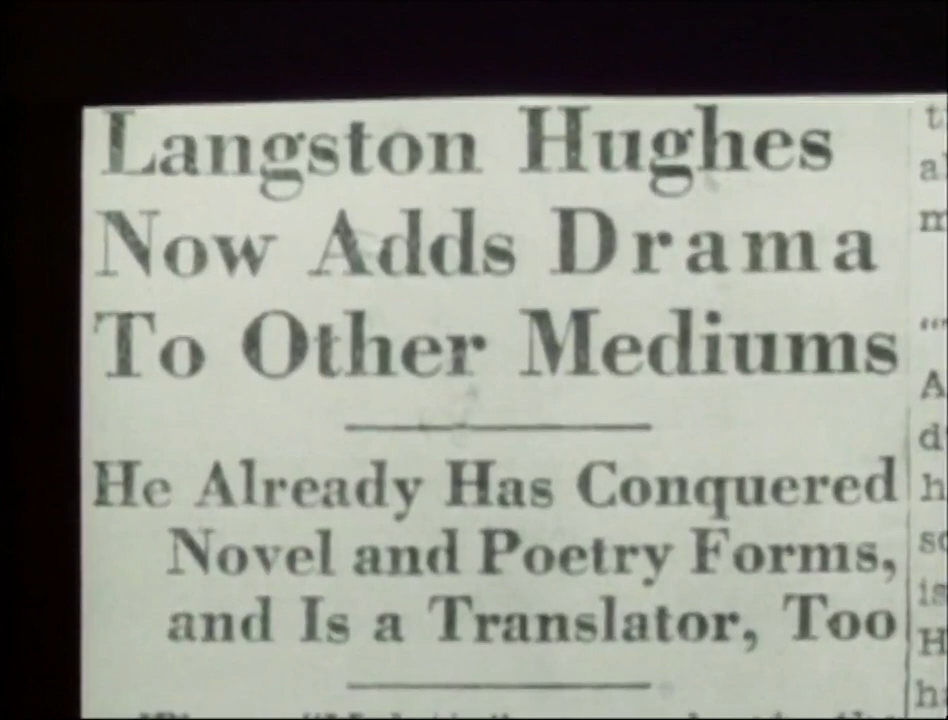 Langston Hughes
Now Adds Drama
To Other Mediums
He Already Has Conquered
Novel and Poetry Forms,
and Is a Translator, Too